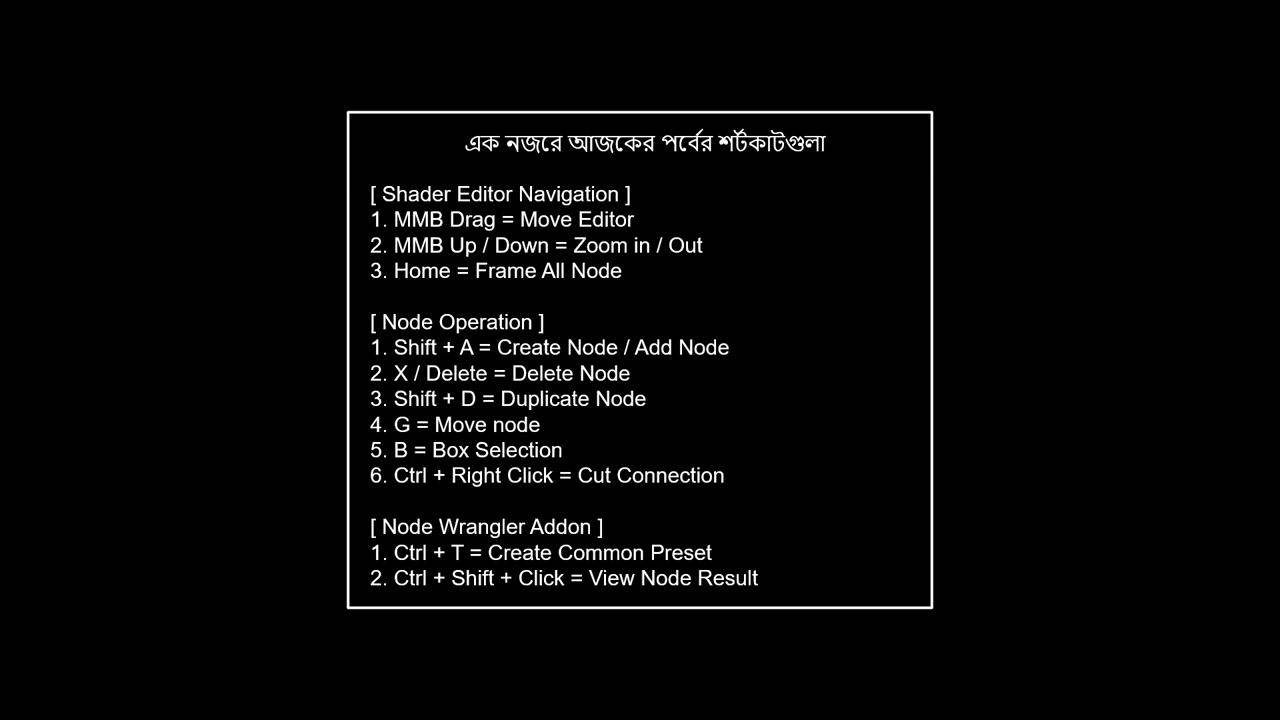 এক নজরে আজকের পর্বের শর্টকাটগুলা
[ Shader Editor Navigation ]
1. MMB Drag = Move Editor
2. MMB Up / Down = Zoom in / Out
3. Home = Frame All Node
[ Node Operation ]
1. Shift + A = Create Node / Add Node
2. X / Delete = Delete Node
3. Shift + D = Duplicate Node
4. G = Move node
5. B = Box Selection
6. Ctrl + Right Click = Cut Connection
[ Node Wrangler Addon ]
1. Ctrl + T = Create Common Preset
2. Ctrl + Shift + Click = View Node Result